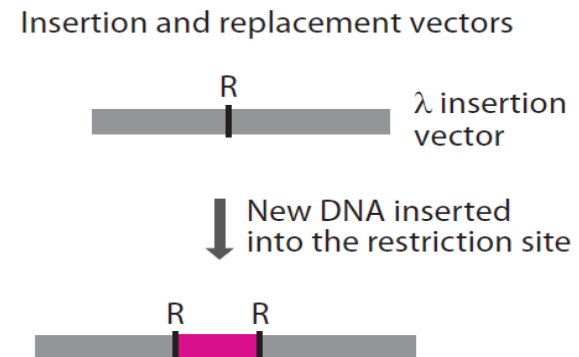 Insertion and replacement vectors
R
λ insertion
vector
New DNA inserted
into the restriction site
R R